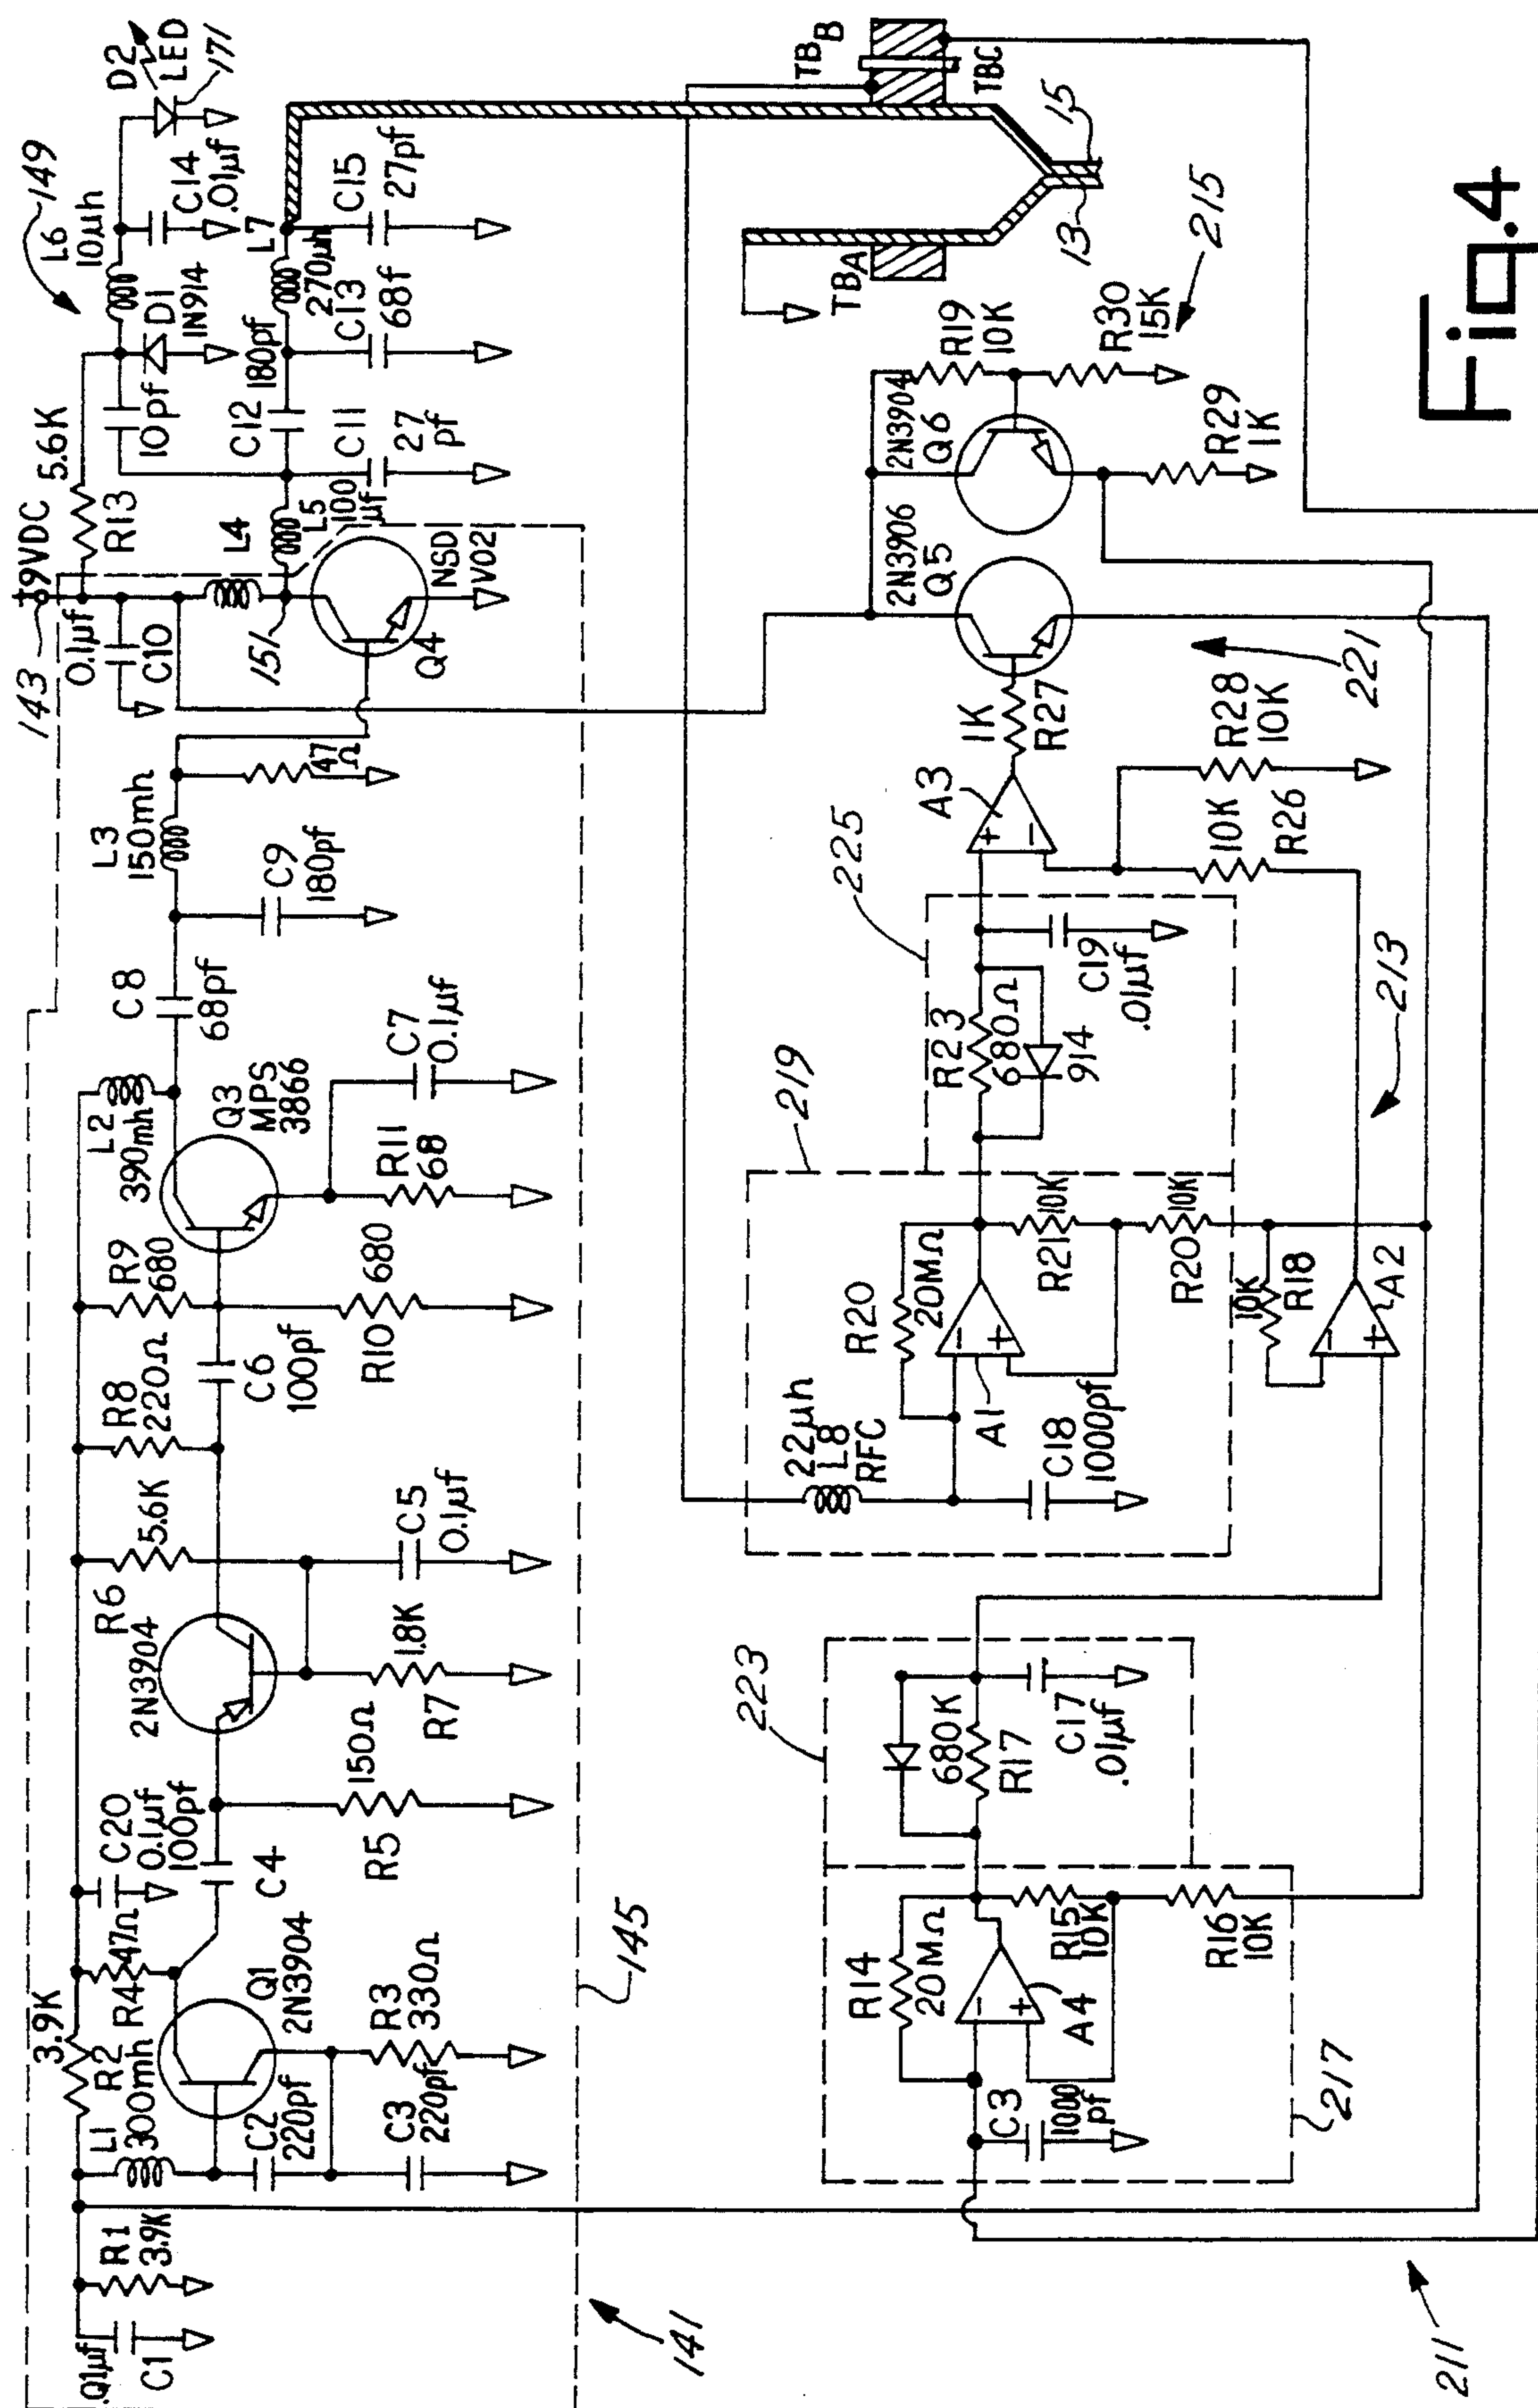 143
+9VDC
0.1µf
C10
R13
5.6K
L4
151
L5
100
µf
NSD
V02
Q4
47
Ω
L3
150mh
C9
180pf
C8
68pf
L2
390mh
Q3
MPS
3866
C7
0.1µf
R11
68
R9
680
680
R10
R8
220Ω
C6
100pf
R6
5.6K
C5
0.1µf
2N3904
1.8K
R7
150Ω
R5
C20
0.1µf
100pf
C4
R4
47Ω
3.9K
R2
L1
300mh
Q1
2N3904
R3
330Ω
C2
220pf
C3
220pf
R1
3.9K
.01µf
C1
141
145
149
D2
LED
171
L6
10µh
C14
.01µf
D1
1N914
10pf
180pf
C12
C11
27
pf
L7
270µh
C13
68f
C15
27pf
TBB
TBC
TBA
13
15
R19
10K
R30
15K
215
2N3904
Q6
2N3906
Q5
R29
1K
1K
R27
221
A3
R28
10K
10K
R26
225
R23
680Ω
914
C19
.01µf
213
219
R20
20MΩ
R21
10K
R20
10K
10K
R18
A2
A1
22µh
L8
RFC
C18
1000pf
223
680K
R17
C17
.01µf
R14
20MΩ
R15
10K
R16
10K
A4
C3
1000
pf
217
211
Fig.4